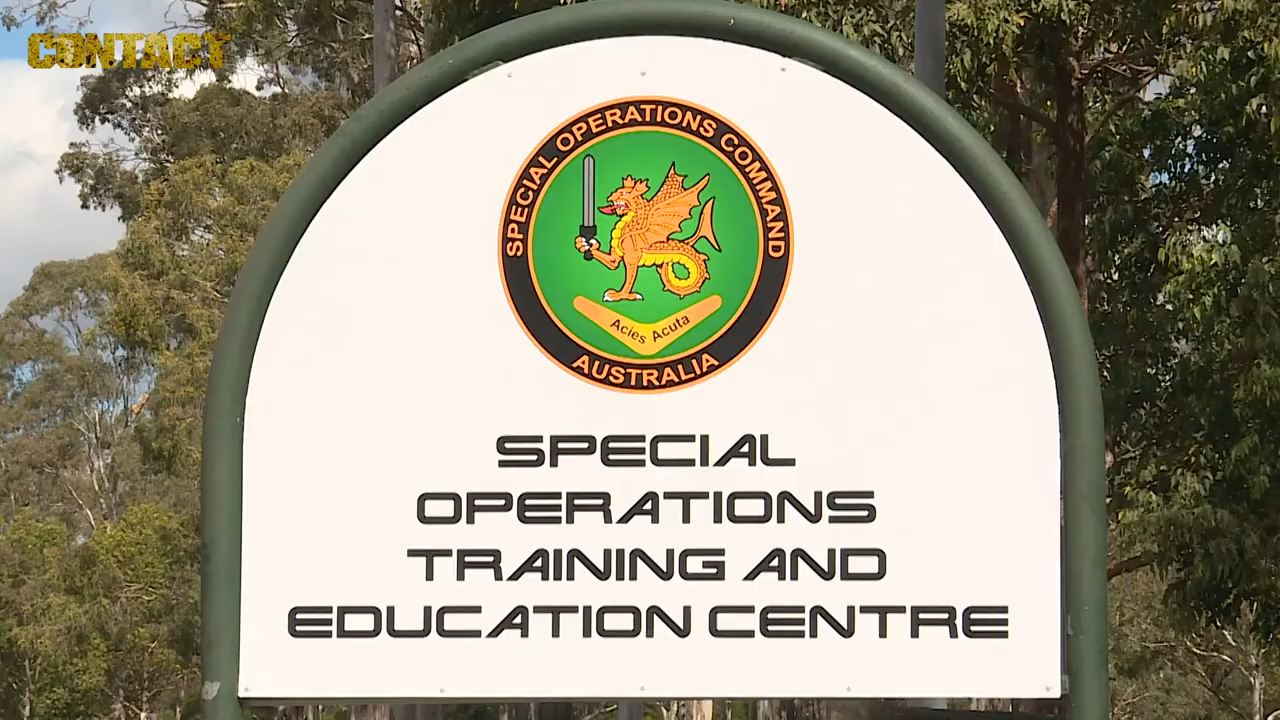 CONTACT
SPECIAL OPERATIONS COMMAND
Acies Acuta
AUSTRALIA
SPECIAL
OPERATIONS
TRAINING AND
EDUCATION CENTRE